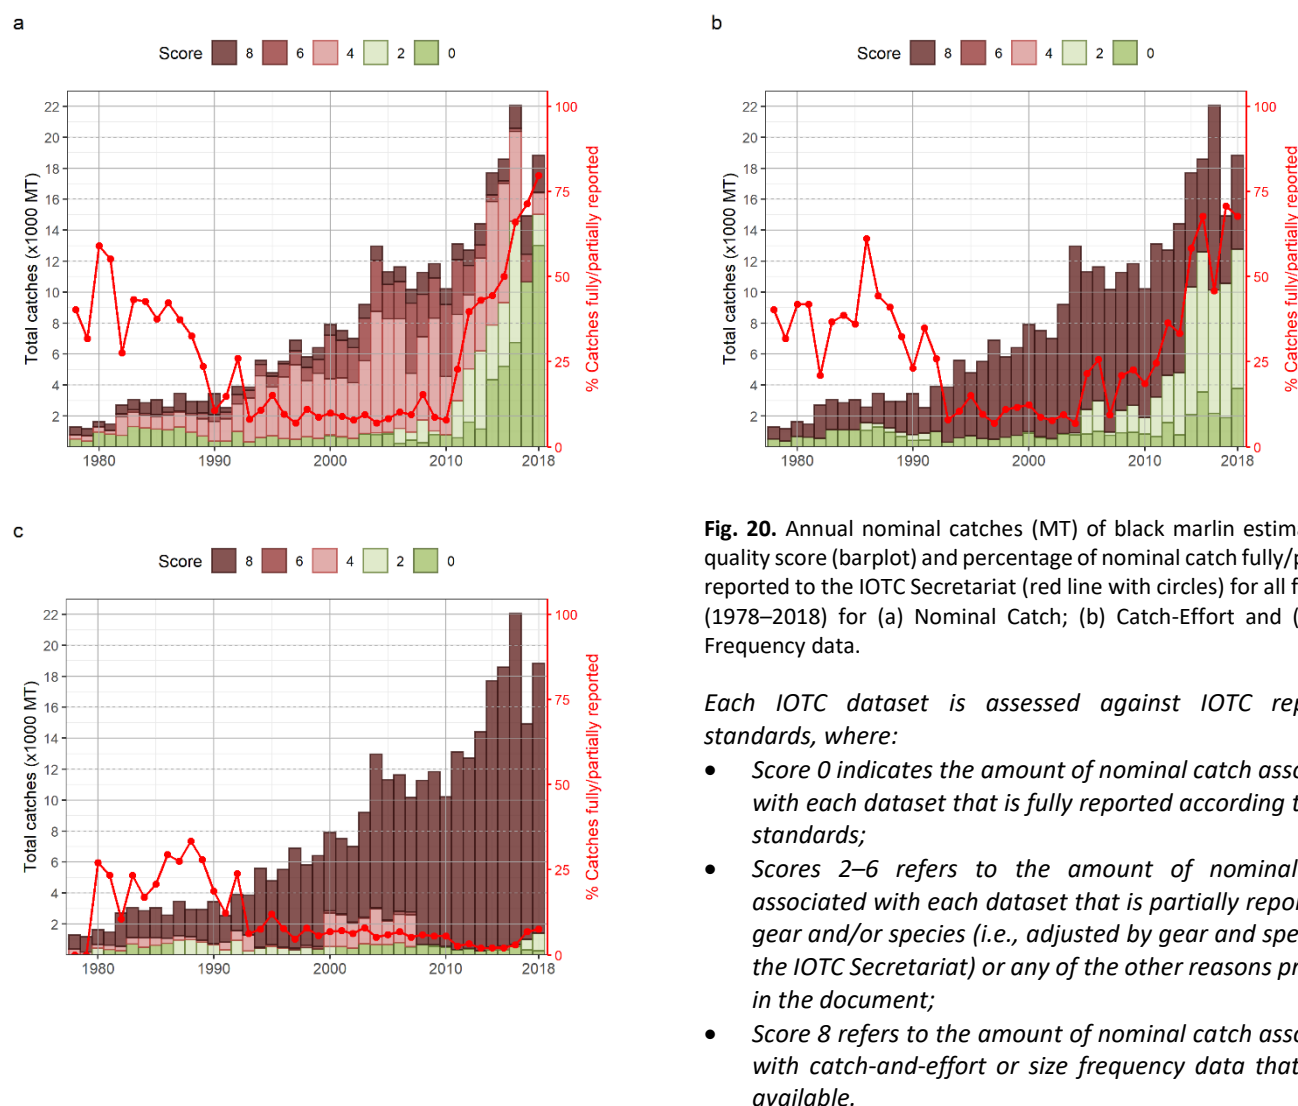 a
Score 8 6 4 2 0
Total catches (x1000 MT)
22
20
18
16
14
12
10
8
6
4
2
100
75
50
25
0
% Catches fully/partially reported
1980 1990 2000 2010 2018
b
Score 8 6 4 2 0
Total catches (x1000 MT)
22
20
18
16
14
12
10
8
6
4
2
100
75
50
25
0
% Catches fully/partially reported
1980 1990 2000 2010 2018
c
Score 8 6 4 2 0
Total catches (x1000 MT)
22
20
18
16
14
12
10
8
6
4
2
100
75
50
25
0
% Catches fully/partially reported
1980 1990 2000 2010 2018
Fig. 20. Annual nominal catches (MT) of black marlin estima
quality score (barplot) and percentage of nominal catch fully/p
reported to the IOTC Secretariat (red line with circles) for all f
(1978–2018) for (a) Nominal Catch; (b) Catch-Effort and (
Frequency data.
Each IOTC dataset is assessed against IOTC rep
standards, where:
• Score 0 indicates the amount of nominal catch asso
with each dataset that is fully reported according t
standards;
• Scores 2–6 refers to the amount of nominal
associated with each dataset that is partially repor
gear and/or species (i.e., adjusted by gear and spe
the IOTC Secretariat) or any of the other reasons pr
in the document;
• Score 8 refers to the amount of nominal catch asso
with catch-and-effort or size frequency data that
available.